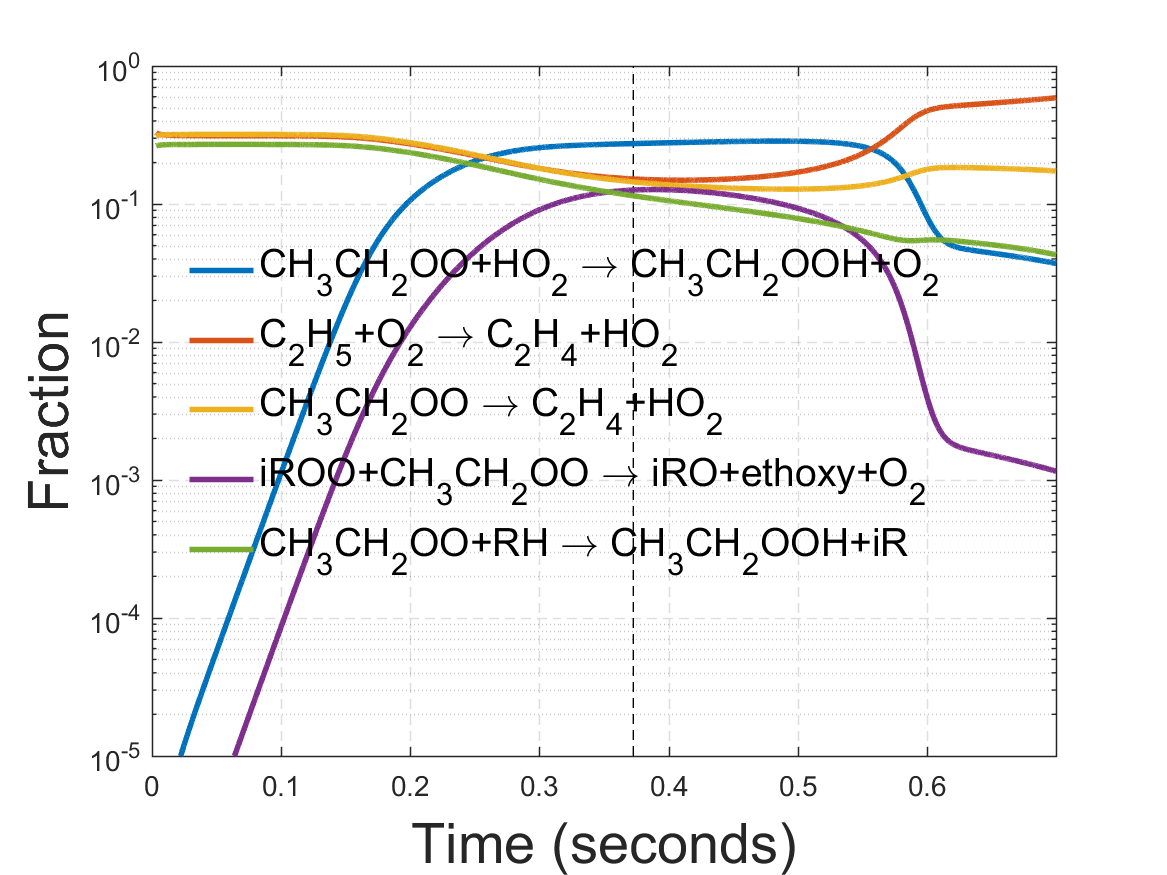 10⁰
10⁻¹
10⁻²
10⁻³
10⁻⁴
10⁻⁵
Fraction
CH₃CH₂OO+HO₂ → CH₃CH₂OOH+O₂
C₂H₅+O₂ → C₂H₄+HO₂
CH₃CH₂OO → C₂H₄+HO₂
iROO+CH₃CH₂OO → iRO+ethoxy+O₂
CH₃CH₂OO+RH → CH₃CH₂OOH+iR
0 0.1 0.2 0.3 0.4 0.5 0.6
Time (seconds)